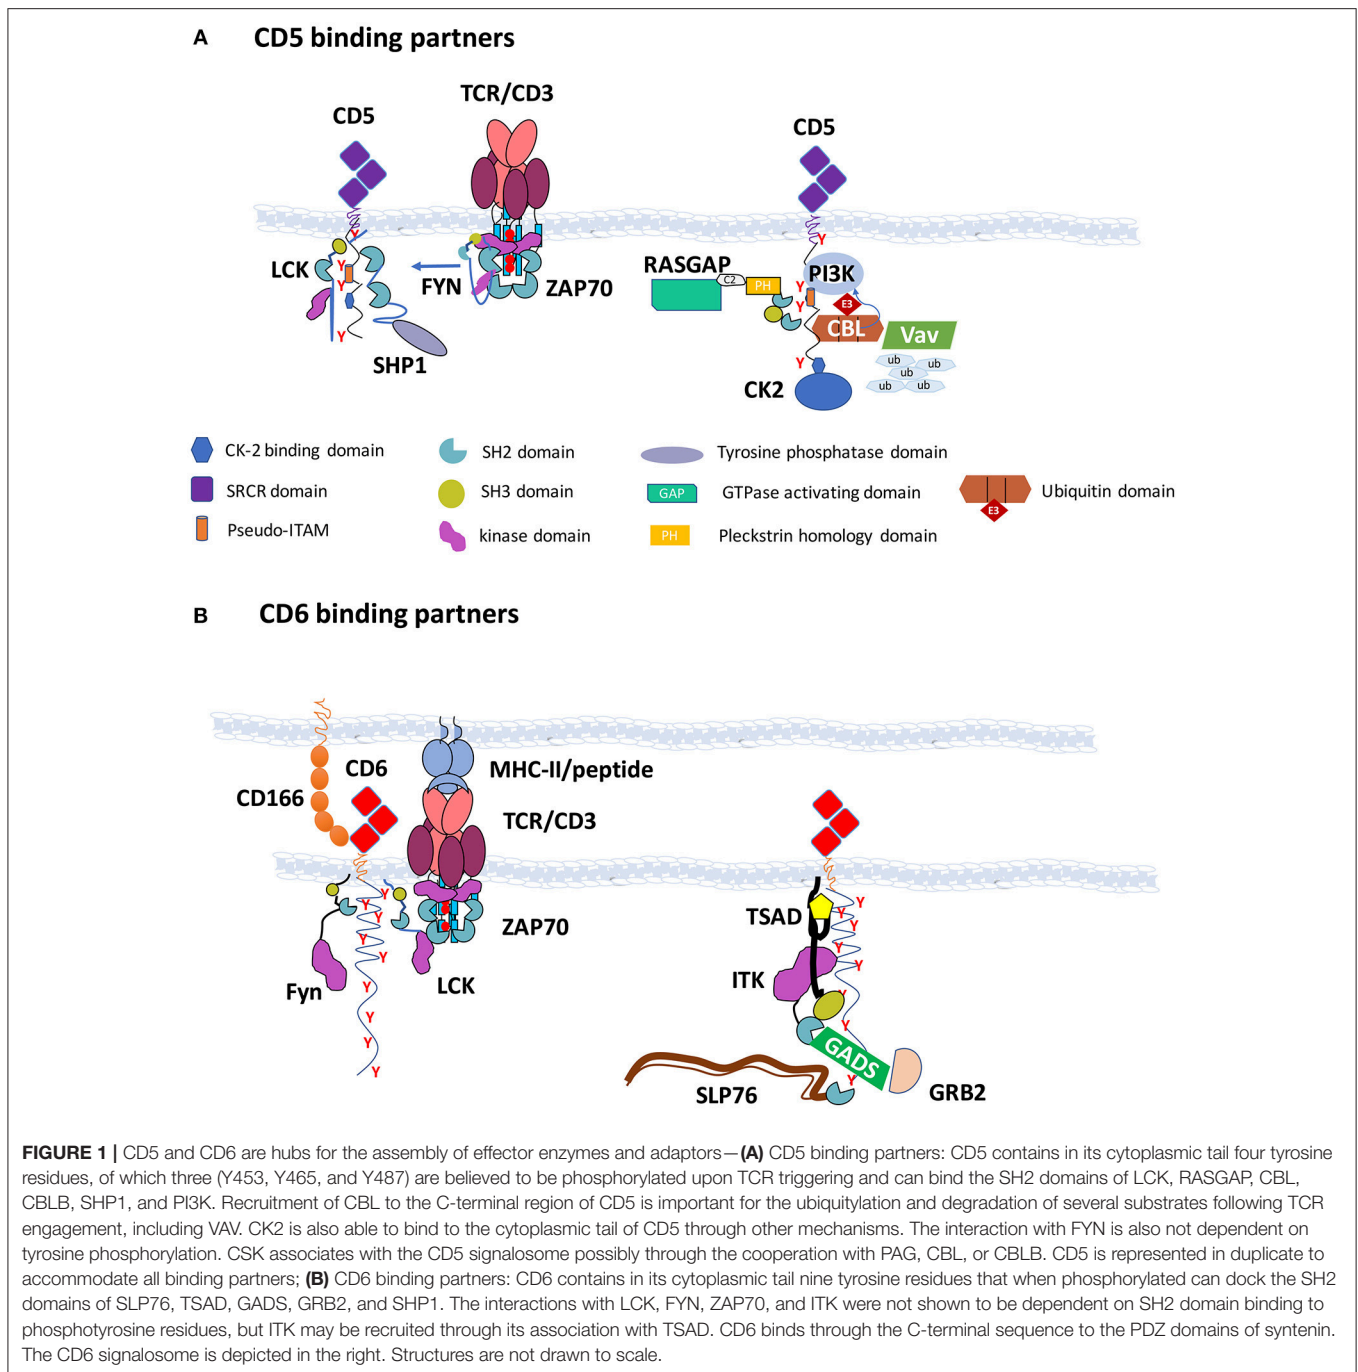 A CD5 binding partners
TCR/CD3
CD5
CD5
Y
Y
Y
Y
LCK
FYN
ZAP70
SHP1
Y
Y
Y
Y
RASGAP
C2
PH
PI3K
E3
CBL
Vav
ub
ub
ub
ub
ub
CK2
CK-2 binding domain
SH2 domain
Tyrosine phosphatase domain
SRCR domain
SH3 domain
GAP
GTPase activating domain
E3
Ubiquitin domain
Pseudo-ITAM
kinase domain
PH
Pleckstrin homology domain
B CD6 binding partners
MHC-II/peptide
CD6
CD166
TCR/CD3
Y
Y
Y
Y
Y
Y
Y
Y
Y
ZAP70
Fyn
LCK
TSAD
Y
Y
Y
Y
Y
Y
Y
Y
ITK
GADS
SLP76
GRB2
FIGURE 1 | CD5 and CD6 are hubs for the assembly of effector enzymes and adaptors—(A) CD5 binding partners: CD5 contains in its cytoplasmic tail four tyrosine
residues, of which three (Y453, Y465, and Y487) are believed to be phosphorylated upon TCR triggering and can bind the SH2 domains of LCK, RASGAP, CBL,
CBLB, SHP1, and PI3K. Recruitment of CBL to the C-terminal region of CD5 is important for the ubiquitylation and degradation of several substrates following TCR
engagement, including VAV. CK2 is also able to bind to the cytoplasmic tail of CD5 through other mechanisms. The interaction with FYN is also not dependent on
tyrosine phosphorylation. CSK associates with the CD5 signalosome possibly through the cooperation with PAG, CBL, or CBLB. CD5 is represented in duplicate to
accommodate all binding partners; (B) CD6 binding partners: CD6 contains in its cytoplasmic tail nine tyrosine residues that when phosphorylated can dock the SH2
domains of SLP76, TSAD, GADS, GRB2, and SHP1. The interactions with LCK, FYN, ZAP70, and ITK were not shown to be dependent on SH2 domain binding to
phosphotyrosine residues, but ITK may be recruited through its association with TSAD. CD6 binds through the C-terminal sequence to the PDZ domains of syntenin.
The CD6 signalosome is depicted in the right. Structures are not drawn to scale.